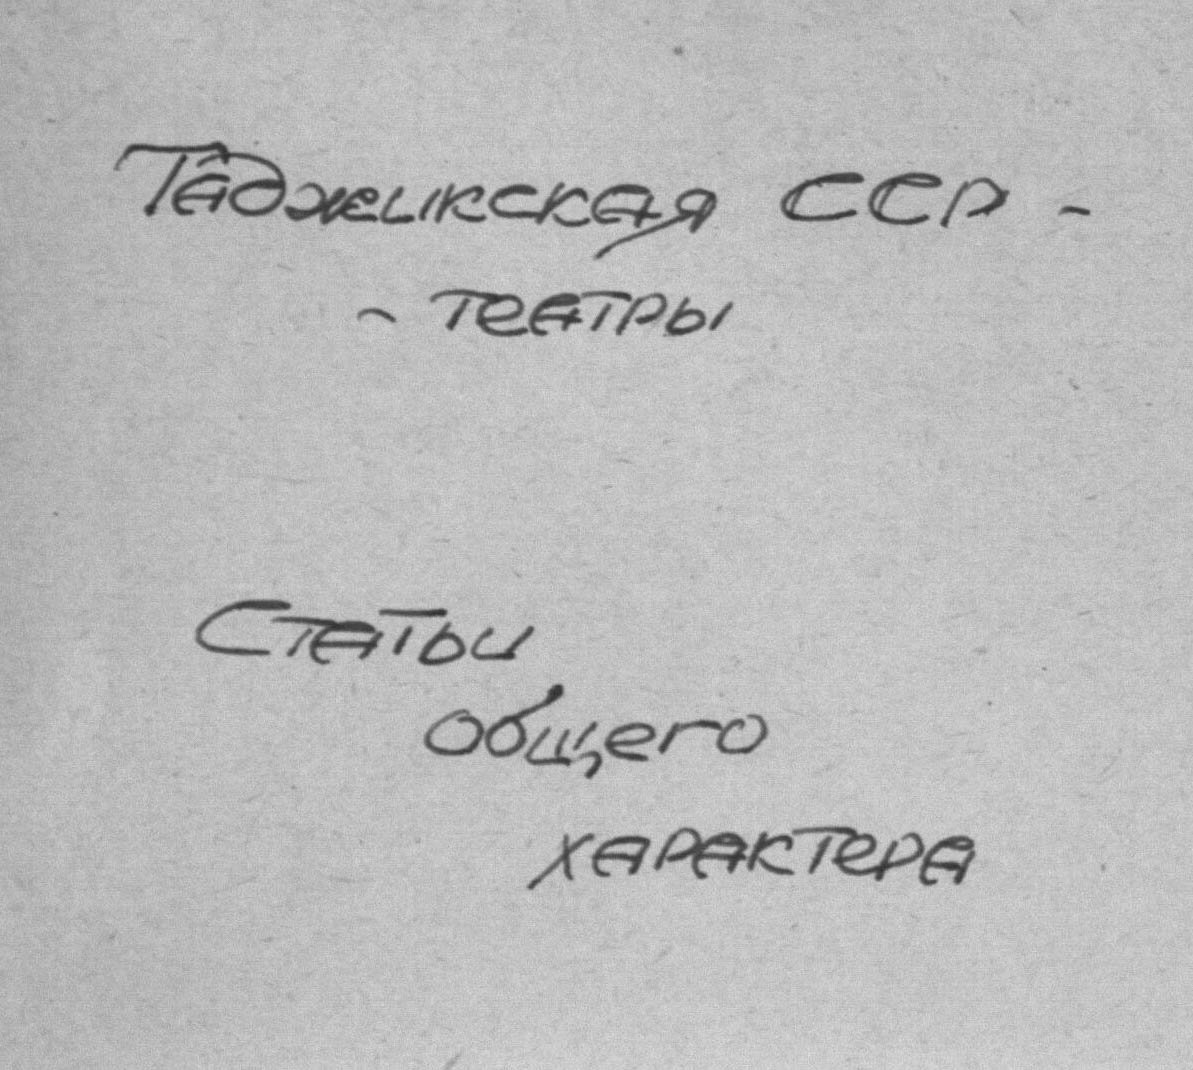 Таджикская ССР -
- театры
Статьи
общего
характера